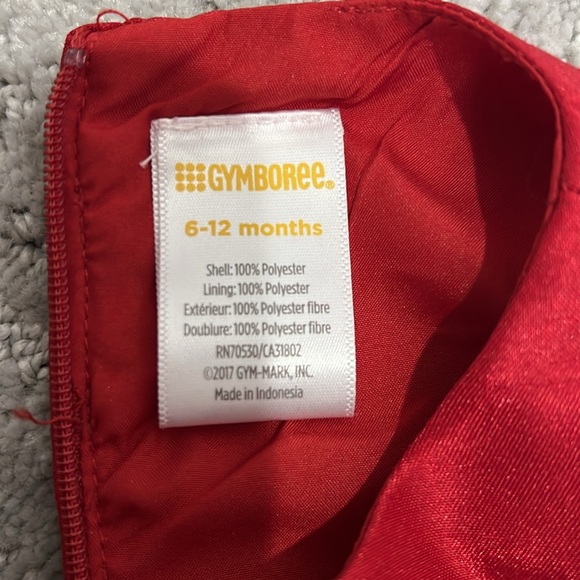 GYMBOREE®
6-12 months
Shell: 100% Polyester
Lining: 100% Polyester
Extérieur: 100% Polyester fibre
Doublure: 100% Polyester fibre
RN70530/CA31802
©2017 GYM-MARK, INC.
Made in Indonesia